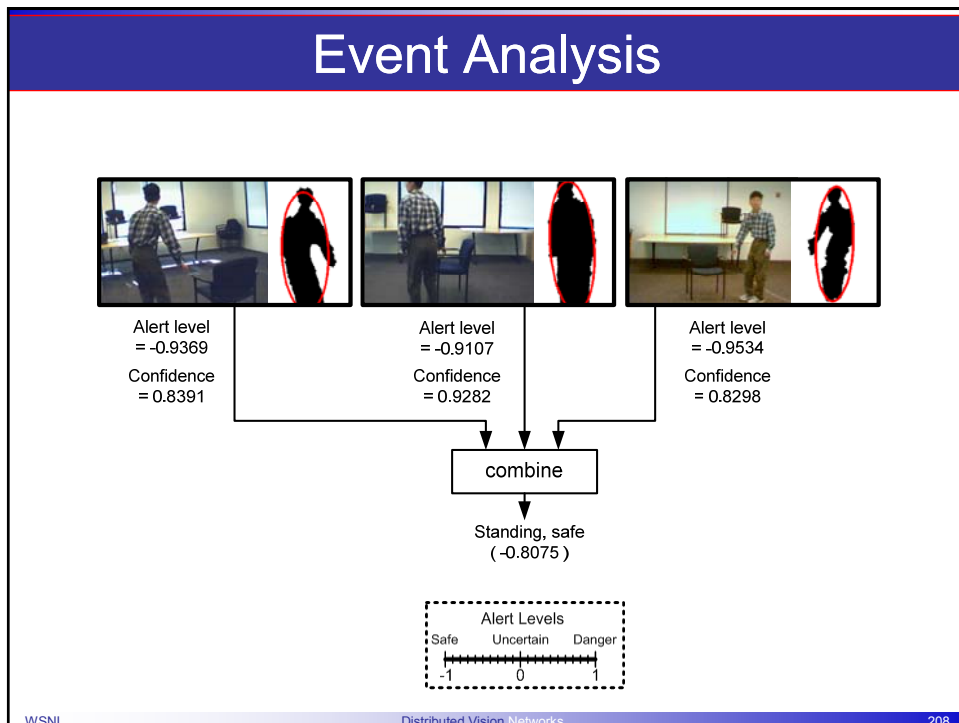 Event Analysis
Alert level
= -0.9369
Confidence
= 0.8391
Alert level
= -0.9107
Confidence
= 0.9282
Alert level
= -0.9534
Confidence
= 0.8298
combine
Standing, safe
( -0.8075 )
Alert Levels
Safe Uncertain Danger
-1 0 1
WSNL Distributed Vision Networks 208